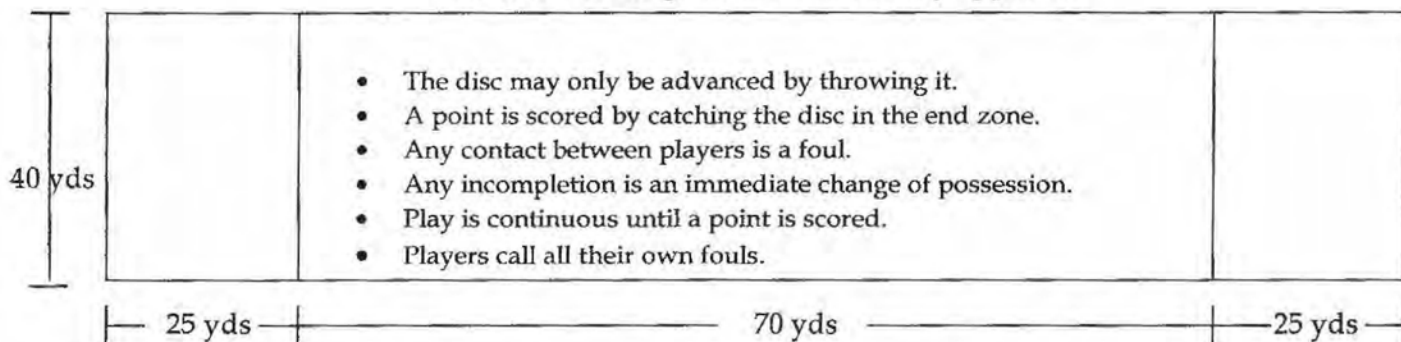 • The disc may only be advanced by throwing it.
• A point is scored by catching the disc in the end zone.
• Any contact between players is a foul.
• Any incompletion is an immediate change of possession.
• Play is continuous until a point is scored.
• Players call all their own fouls.
40 yds
25 yds
70 yds
25 yds